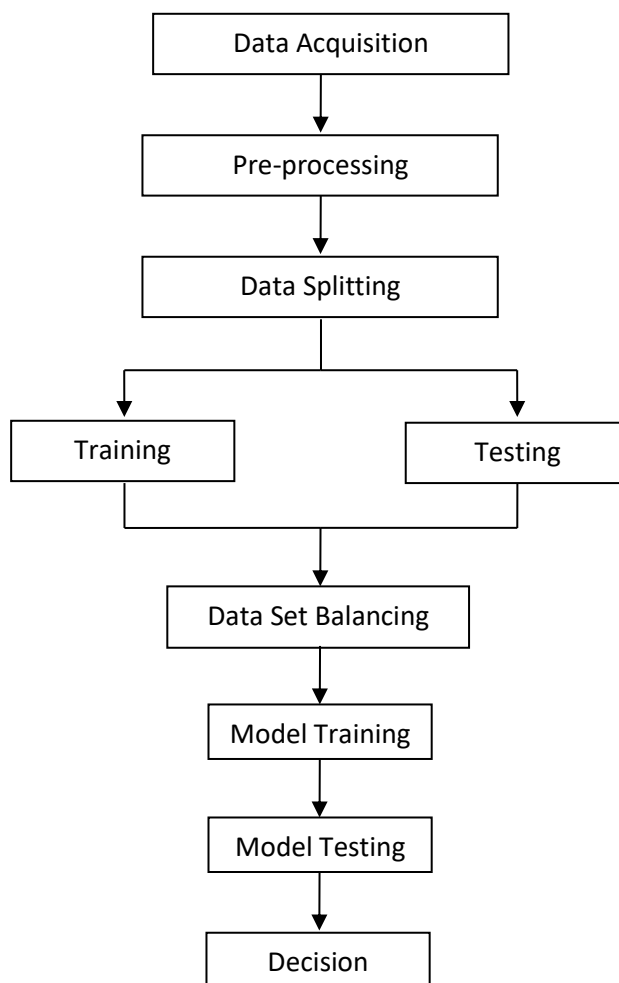 Data Acquisition
Pre-processing
Data Splitting
Training
Testing
Data Set Balancing
Model Training
Model Testing
Decision